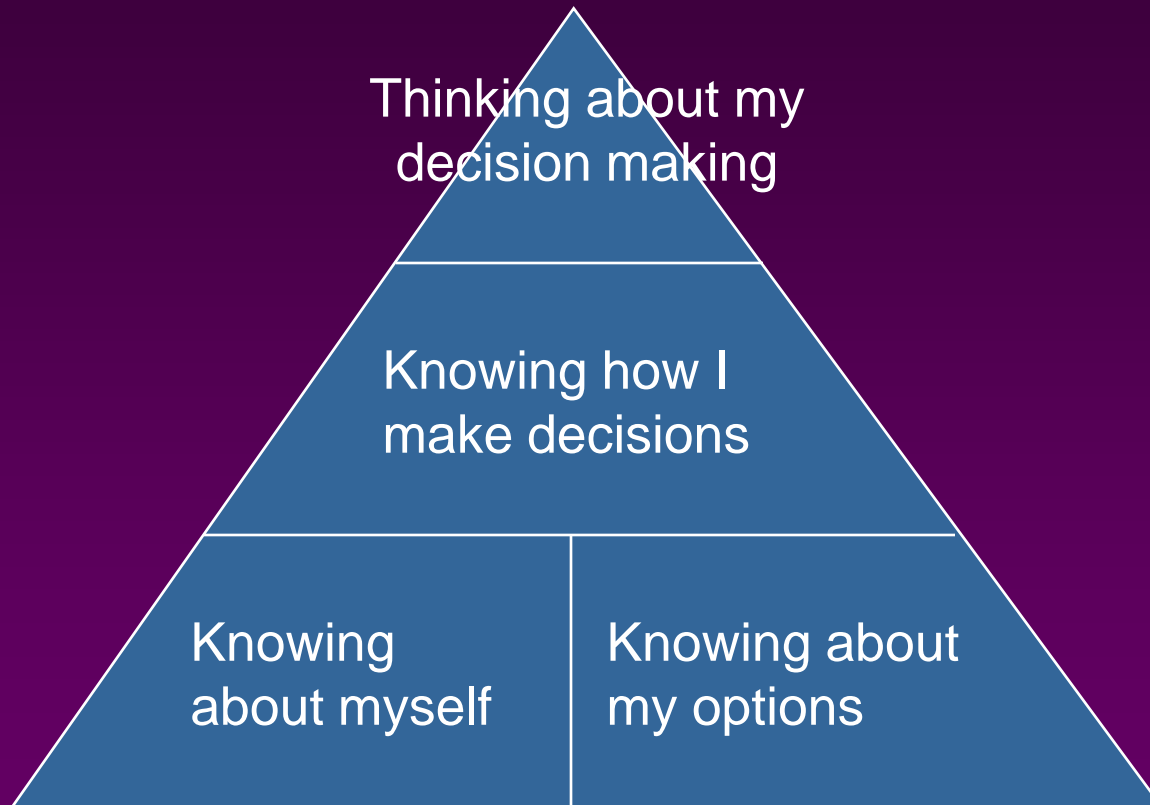 Thinking about my
decision making
Knowing how I
make decisions
Knowing
about myself
Knowing about
my options